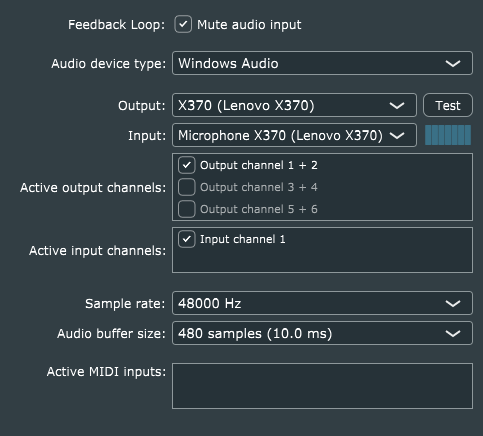 Feedback Loop: Mute audio input
Audio device type: Windows Audio
Output: X370 (Lenovo X370) Test
Input: Microphone X370 (Lenovo X370)
Active output channels: Output channel 1 + 2
Output channel 3 + 4
Output channel 5 + 6
Active input channels: Input channel 1
Sample rate: 48000 Hz
Audio buffer size: 480 samples (10.0 ms)
Active MIDI inputs: